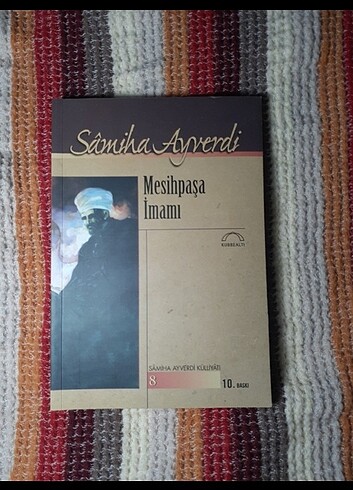 Sâmiha Ayverdi
Mesihpaşa
İmamı
KUBBEALTI
SÂMİHA AYVERDİ KÜLLİYÂTI
8
10. BASKI